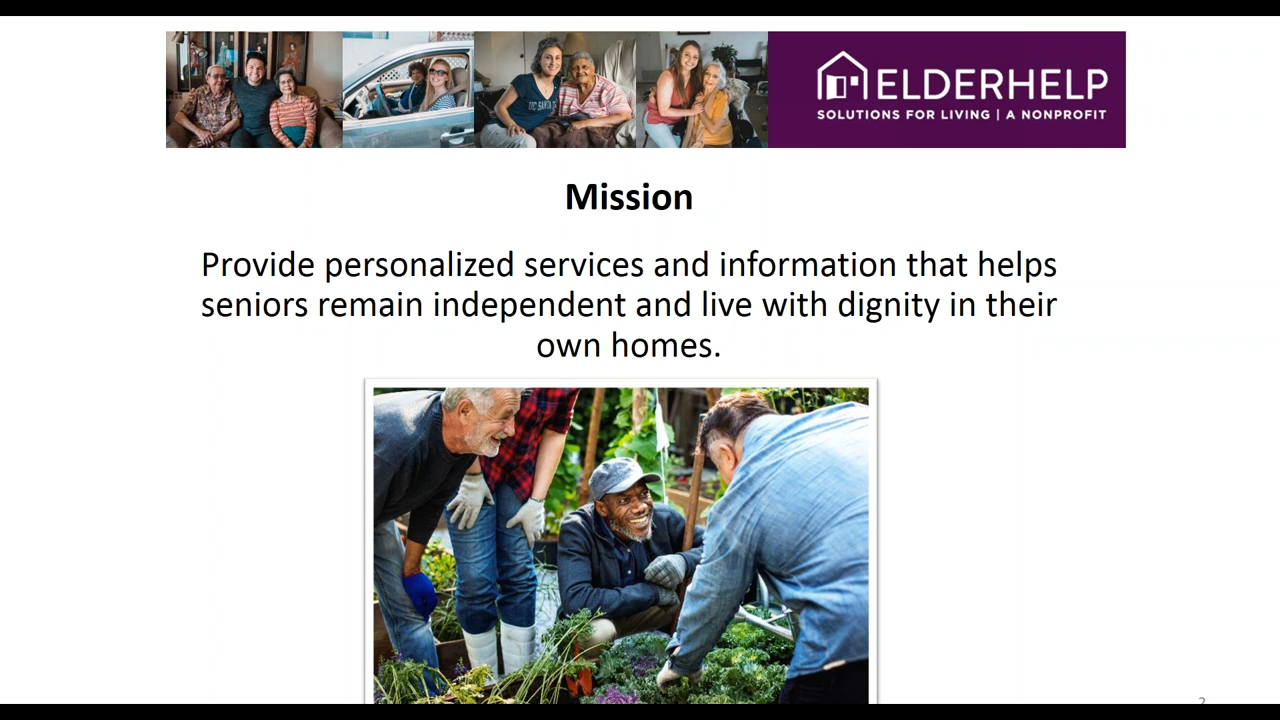 ELDERHELP
SOLUTIONS FOR LIVING | A NONPROFIT
Mission
Provide personalized services and information that helps
seniors remain independent and live with dignity in their
own homes.